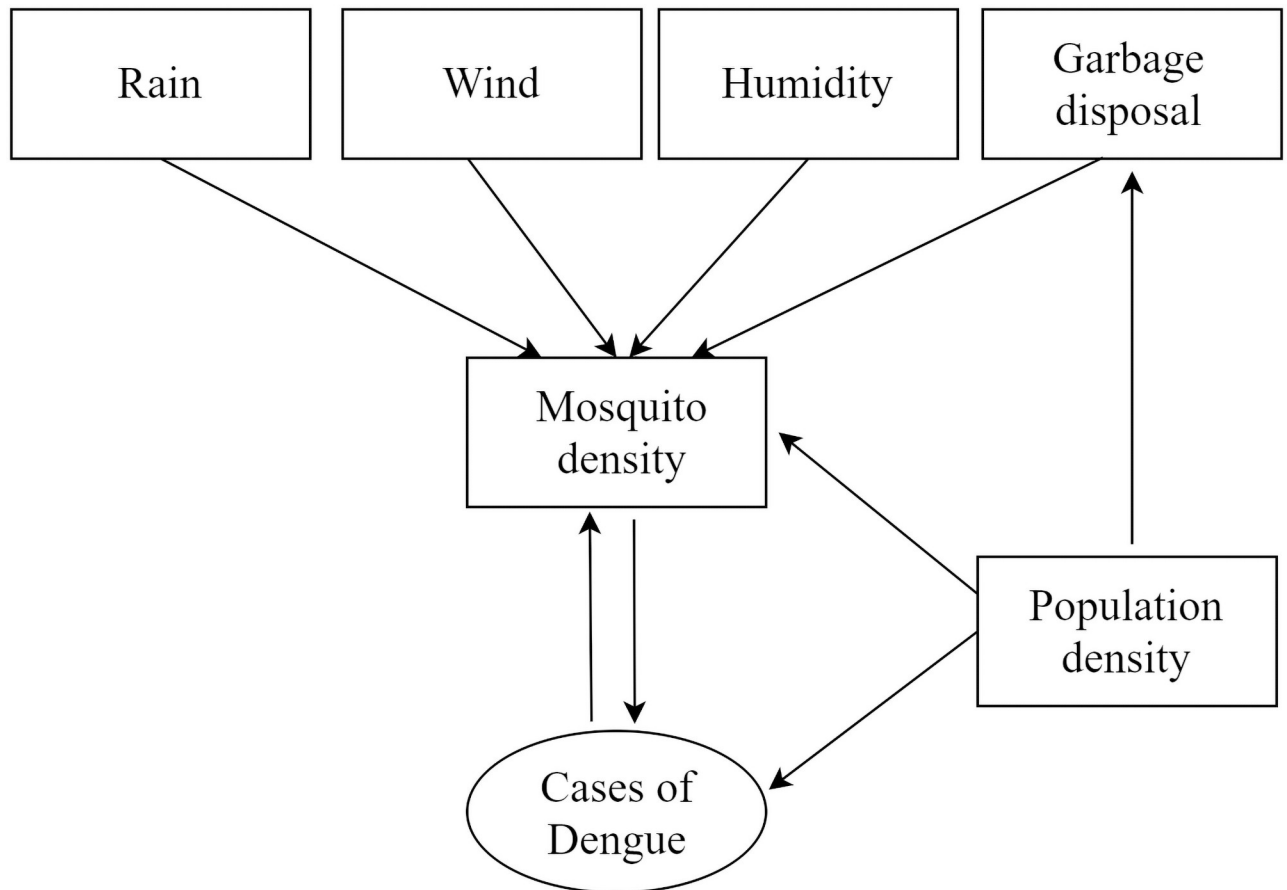 Rain
Wind
Humidity
Garbage
disposal
Mosquito
density
Population
density
Cases of
Dengue